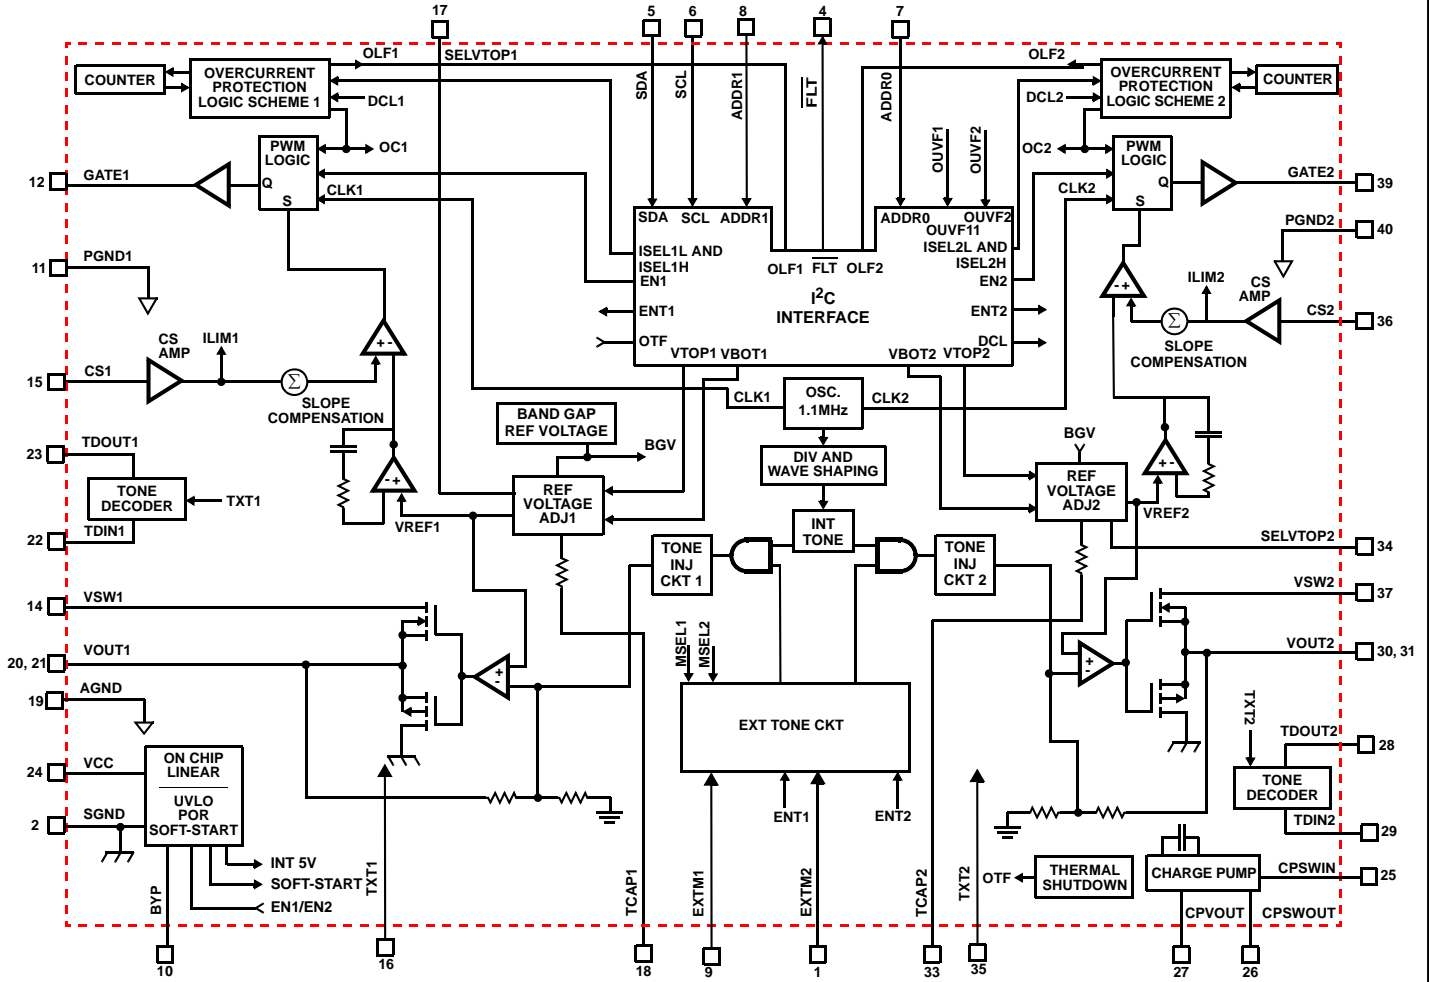 17
5
6
8
4
7
OLF1
SELVTOP1
SDA
SCL
ADDR1
FLT
ADDR0
OLF2
COUNTER
OVERCURRENT
PROTECTION
LOGIC SCHEME 1
DCL1
OUVF1
OUVF2
DCL2
OVERCURRENT
PROTECTION
LOGIC SCHEME 2
COUNTER
PWM
LOGIC
Q
S
OC1
CLK1
OC2
CLK2
PWM
LOGIC
Q
S
12
GATE1
GATE2
39
SDA
SCL
ADDR1
ADDR0
OUVF2
OUVF11
ISEL1L AND
ISEL1H
EN1
OLF1
FLT
OLF2
ISEL2L AND
ISEL2H
EN2
ENT1
I2C
INTERFACE
ENT2
OTF
DCL
VTOP1
VBOT1
VBOT2
VTOP2
11
PGND1
PGND2
40
CS
AMP
ILIM1
+-
15
CS1
Σ
SLOPE
COMPENSATION
-+
ILIM2
CS
AMP
CS2
36
Σ
SLOPE
COMPENSATION
CLK1
OSC.
1.1MHz
CLK2
BAND GAP
REF VOLTAGE
BGV
DIV AND
WAVE SHAPING
BGV
23
TDOUT1
TONE
DECODER
TXT1
22
TDIN1
-+
VREF1
REF
VOLTAGE
ADJ1
INT
TONE
REF
VOLTAGE
ADJ2
+-
VREF2
SELVTOP2
34
TONE
INJ
CKT 1
TONE
INJ
CKT 2
14
VSW1
VSW2
37
20, 21
VOUT1
VOUT2
30, 31
+
-
MSEL1
MSEL2
+
-
19
AGND
EXT TONE CKT
TXT2
TDOUT2
28
24
VCC
ON CHIP
LINEAR
UVLO
POR
SOFT-START
TONE
DECODER
2
SGND
ENT1
ENT2
TDIN2
29
INT 5V
SOFT-START
EN1/EN2
BYP
TXT1
TCAP1
EXTM1
EXTM2
TCAP2
TXT2
OTF
THERMAL
SHUTDOWN
CHARGE PUMP
CPSWIN
25
CPVOUT
CPSWOUT
10
16
18
9
1
33
35
27
26